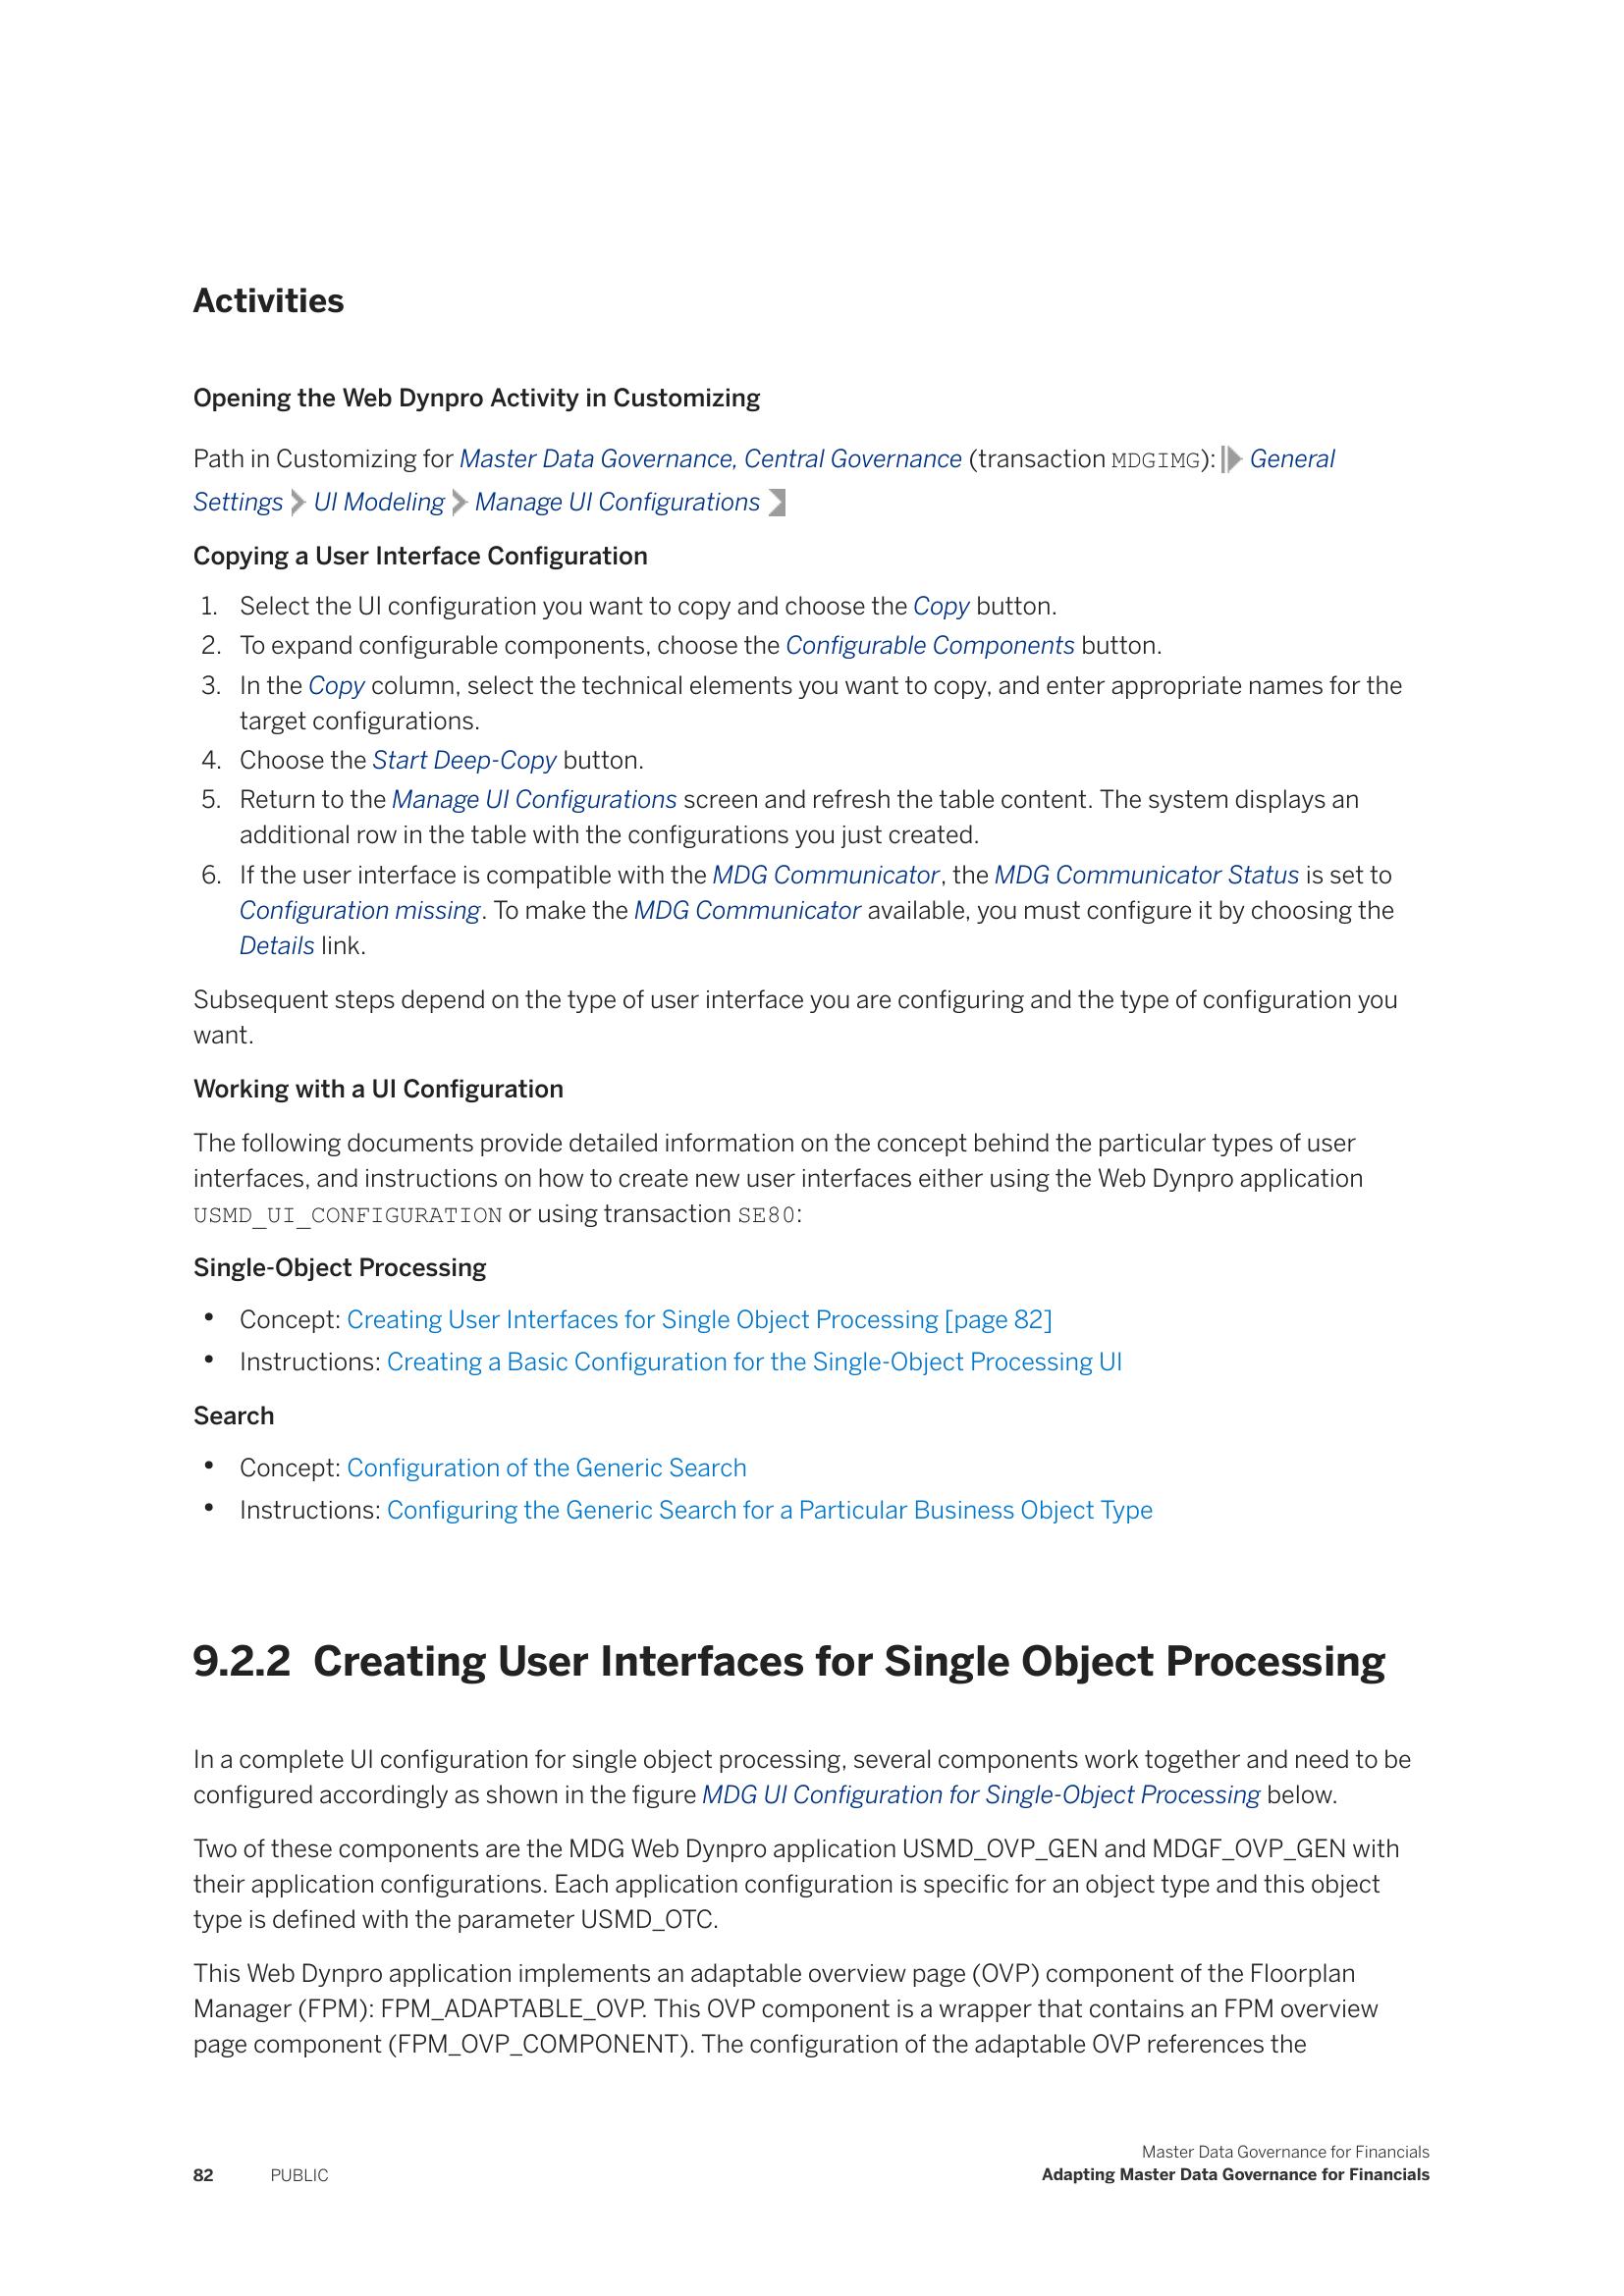 Activities
Opening the Web Dynpro Activity in Customizing
Path in Customizing for Master Data Governance, Central Governance (transaction MDGIMG): General
Settings UI Modeling Manage UI Configurations
Copying a User Interface Configuration
1. Select the UI configuration you want to copy and choose the Copy button.
2. To expand configurable components, choose the Configurable Components button.
3. In the Copy column, select the technical elements you want to copy, and enter appropriate names for the
target configurations.
4. Choose the Start Deep-Copy button.
5. Return to the Manage UI Configurations screen and refresh the table content. The system displays an
additional row in the table with the configurations you just created.
6. If the user interface is compatible with the MDG Communicator, the MDG Communicator Status is set to
Configuration missing. To make the MDG Communicator available, you must configure it by choosing the
Details link.
Subsequent steps depend on the type of user interface you are configuring and the type of configuration you
want.
Working with a UI Configuration
The following documents provide detailed information on the concept behind the particular types of user
interfaces, and instructions on how to create new user interfaces either using the Web Dynpro application
USMD_UI_CONFIGURATION or using transaction SE80:
Single-Object Processing
• Concept: Creating User Interfaces for Single Object Processing [page 82]
• Instructions: Creating a Basic Configuration for the Single-Object Processing UI
Search
• Concept: Configuration of the Generic Search
• Instructions: Configuring the Generic Search for a Particular Business Object Type
9.2.2 Creating User Interfaces for Single Object Processing
In a complete UI configuration for single object processing, several components work together and need to be
configured accordingly as shown in the figure MDG UI Configuration for Single-Object Processing below.
Two of these components are the MDG Web Dynpro application USMD_OVP_GEN and MDGF_OVP_GEN with
their application configurations. Each application configuration is specific for an object type and this object
type is defined with the parameter USMD_OTC.
This Web Dynpro application implements an adaptable overview page (OVP) component of the Floorplan
Manager (FPM): FPM_ADAPTABLE_OVP. This OVP component is a wrapper that contains an FPM overview
page component (FPM_OVP_COMPONENT). The configuration of the adaptable OVP references the
Master Data Governance for Financials
82 PUBLIC Adapting Master Data Governance for Financials